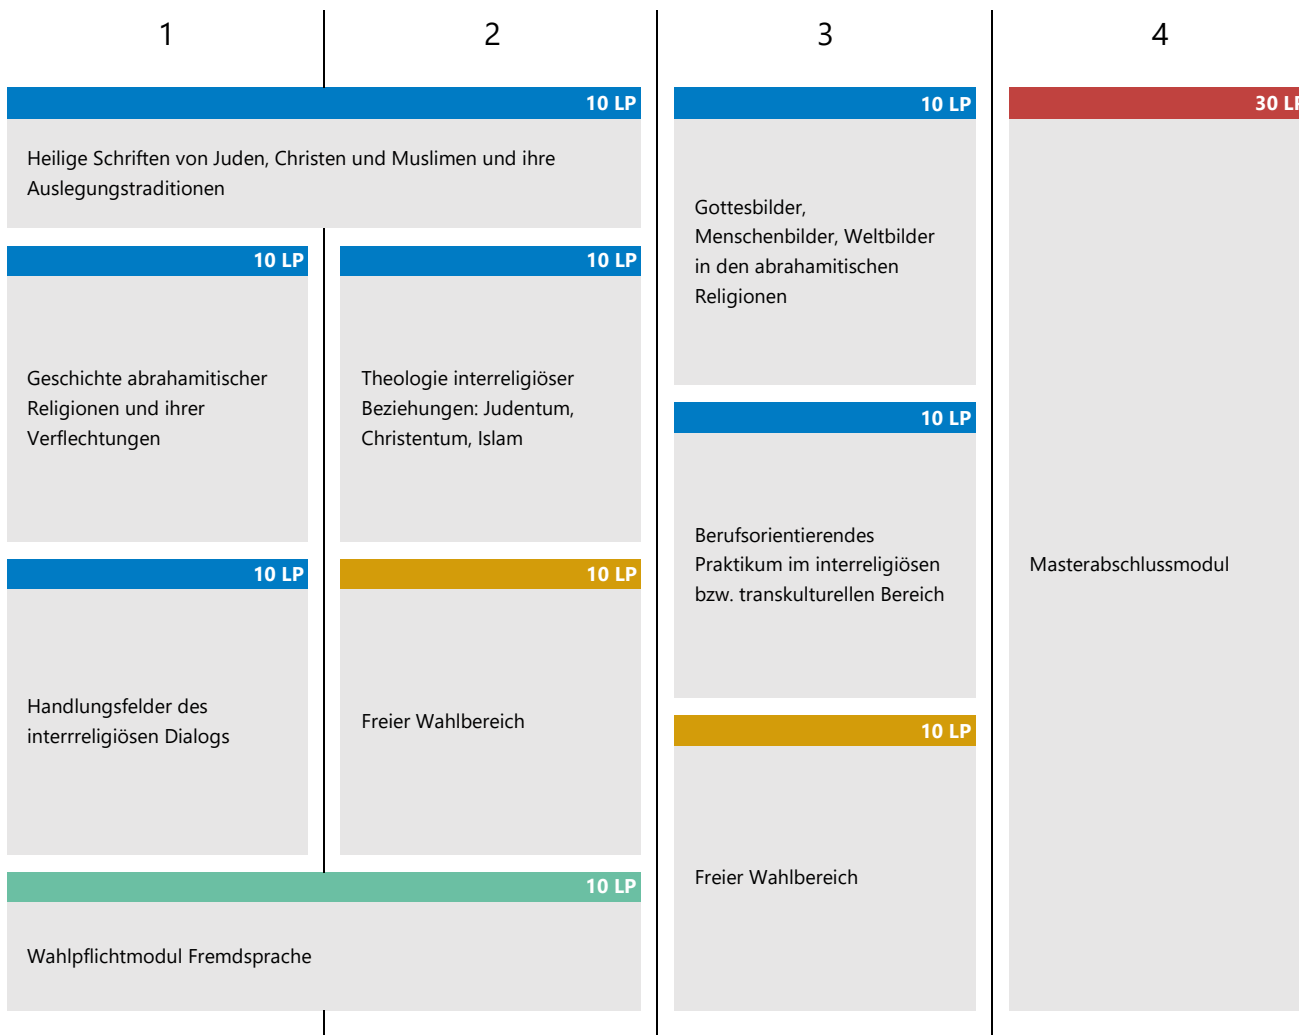 1
2
3
4
10 LP
Heilige Schriften von Juden, Christen und Muslimen und ihre
Auslegungstraditionen
10 LP
Geschichte abrahamitischer
Religionen und ihrer
Verflechtungen
10 LP
Theologie interreligiöser
Beziehungen: Judentum,
Christentum, Islam
10 LP
Handlungsfelder des
interrreligiösen Dialogs
10 LP
Freier Wahlbereich
10 LP
Wahlpflichtmodul Fremdsprache
10 LP
Gottesbilder,
Menschenbilder, Weltbilder
in den abrahamitischen
Religionen
10 LP
Berufsorientierendes
Praktikum im interreligiösen
bzw. transkulturellen Bereich
10 LP
Freier Wahlbereich
30 LP
Masterabschlussmodul